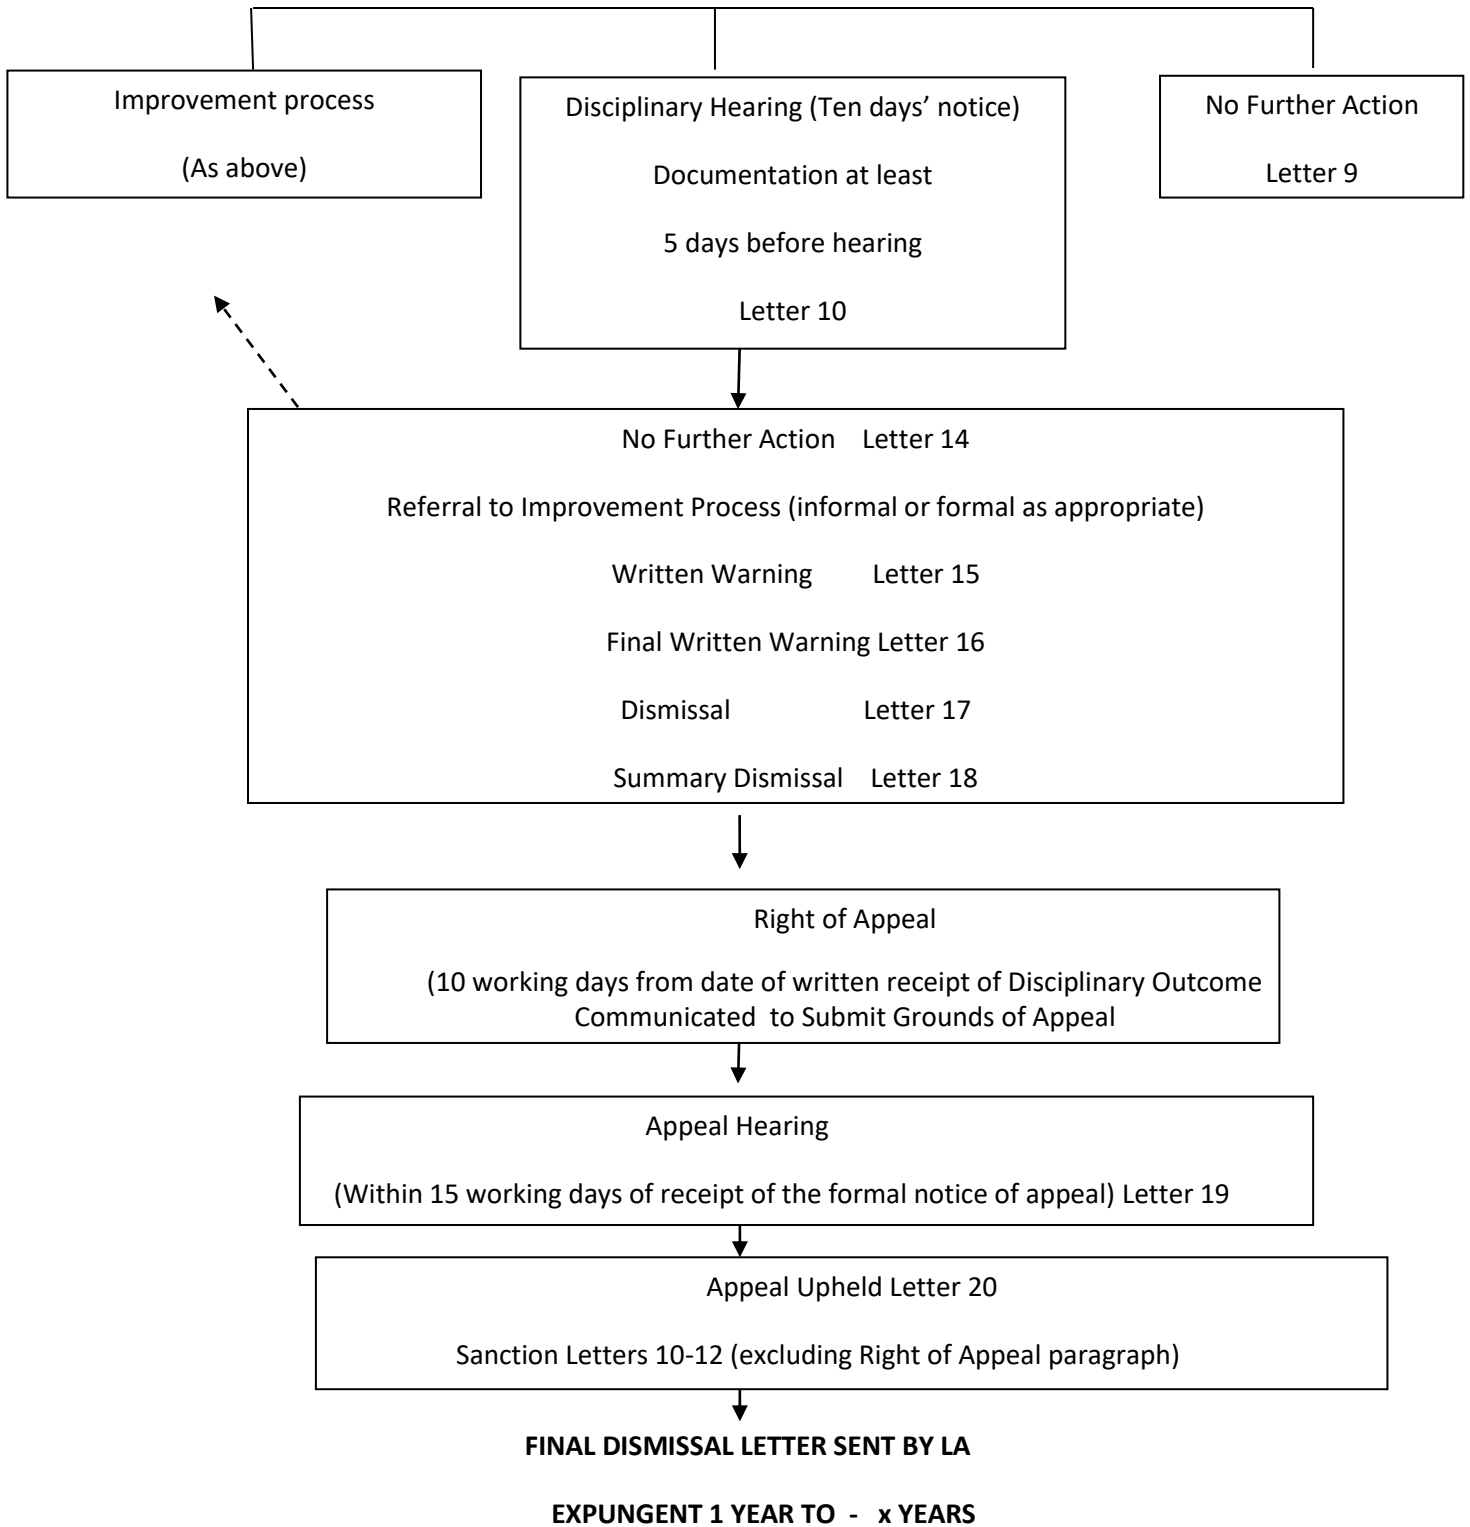 Improvement process
(As above)
Disciplinary Hearing (Ten days’ notice)
Documentation at least
5 days before hearing
Letter 10
No Further Action
Letter 9
No Further Action    Letter 14
Referral to Improvement Process (informal or formal as appropriate)
Written Warning    Letter 15
Final Written Warning Letter 16
Dismissal    Letter 17
Summary Dismissal    Letter 18
Right of Appeal
(10 working days from date of written receipt of Disciplinary Outcome
Communicated  to Submit Grounds of Appeal
Appeal Hearing
(Within 15 working days of receipt of the formal notice of appeal) Letter 19
Appeal Upheld Letter 20
Sanction Letters 10-12 (excluding Right of Appeal paragraph)
FINAL DISMISSAL LETTER SENT BY LA
EXPUNGENT 1 YEAR TO  -   x YEARS